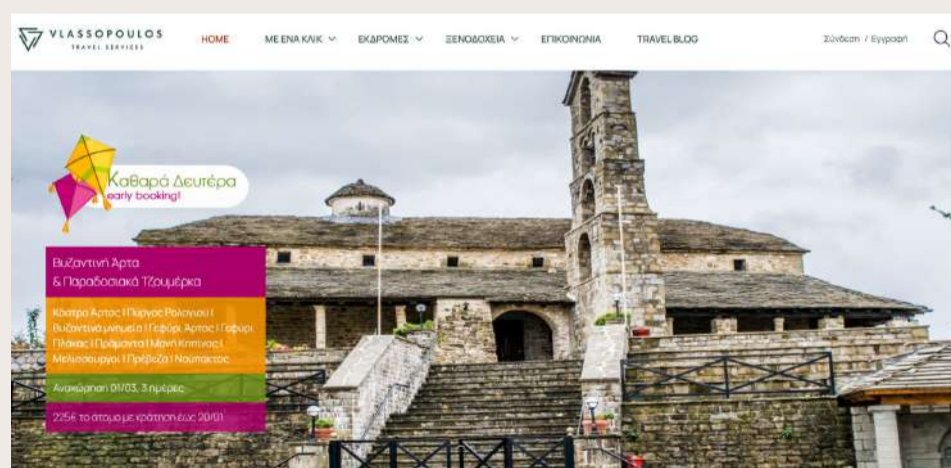 VLASSOPOULOS
TRAVEL SERVICES
HOME
ΜΕ ΕΝΑ ΚΛΙΚ
ΕΚΔΡΟΜΕΣ
ΞΕΝΟΔΟΧΕΙΑ
ΕΠΙΚΟΙΝΩΝΙΑ
TRAVEL BLOG
Σύνδεση / Εγγραφή
Καθαρά Δευτέρα
early booking!
Βυζαντινή Άρτα
& Παραδοσιακά Τζουμέρκα
Κάστρο Άρτας | Πύργος Ρολογιού |
Βυζαντινά μνημεία | Γεφύρι Άρτας | Γεφύρι
Πλάκας | Πράμαντα | Μονή Κηπίνας |
Μελισσουργοί | Πρέβεζα | Ναύπακτος
Αναχώρηση 01/03, 3 ημέρες
225€ το άτομο με κράτηση έως 20/01